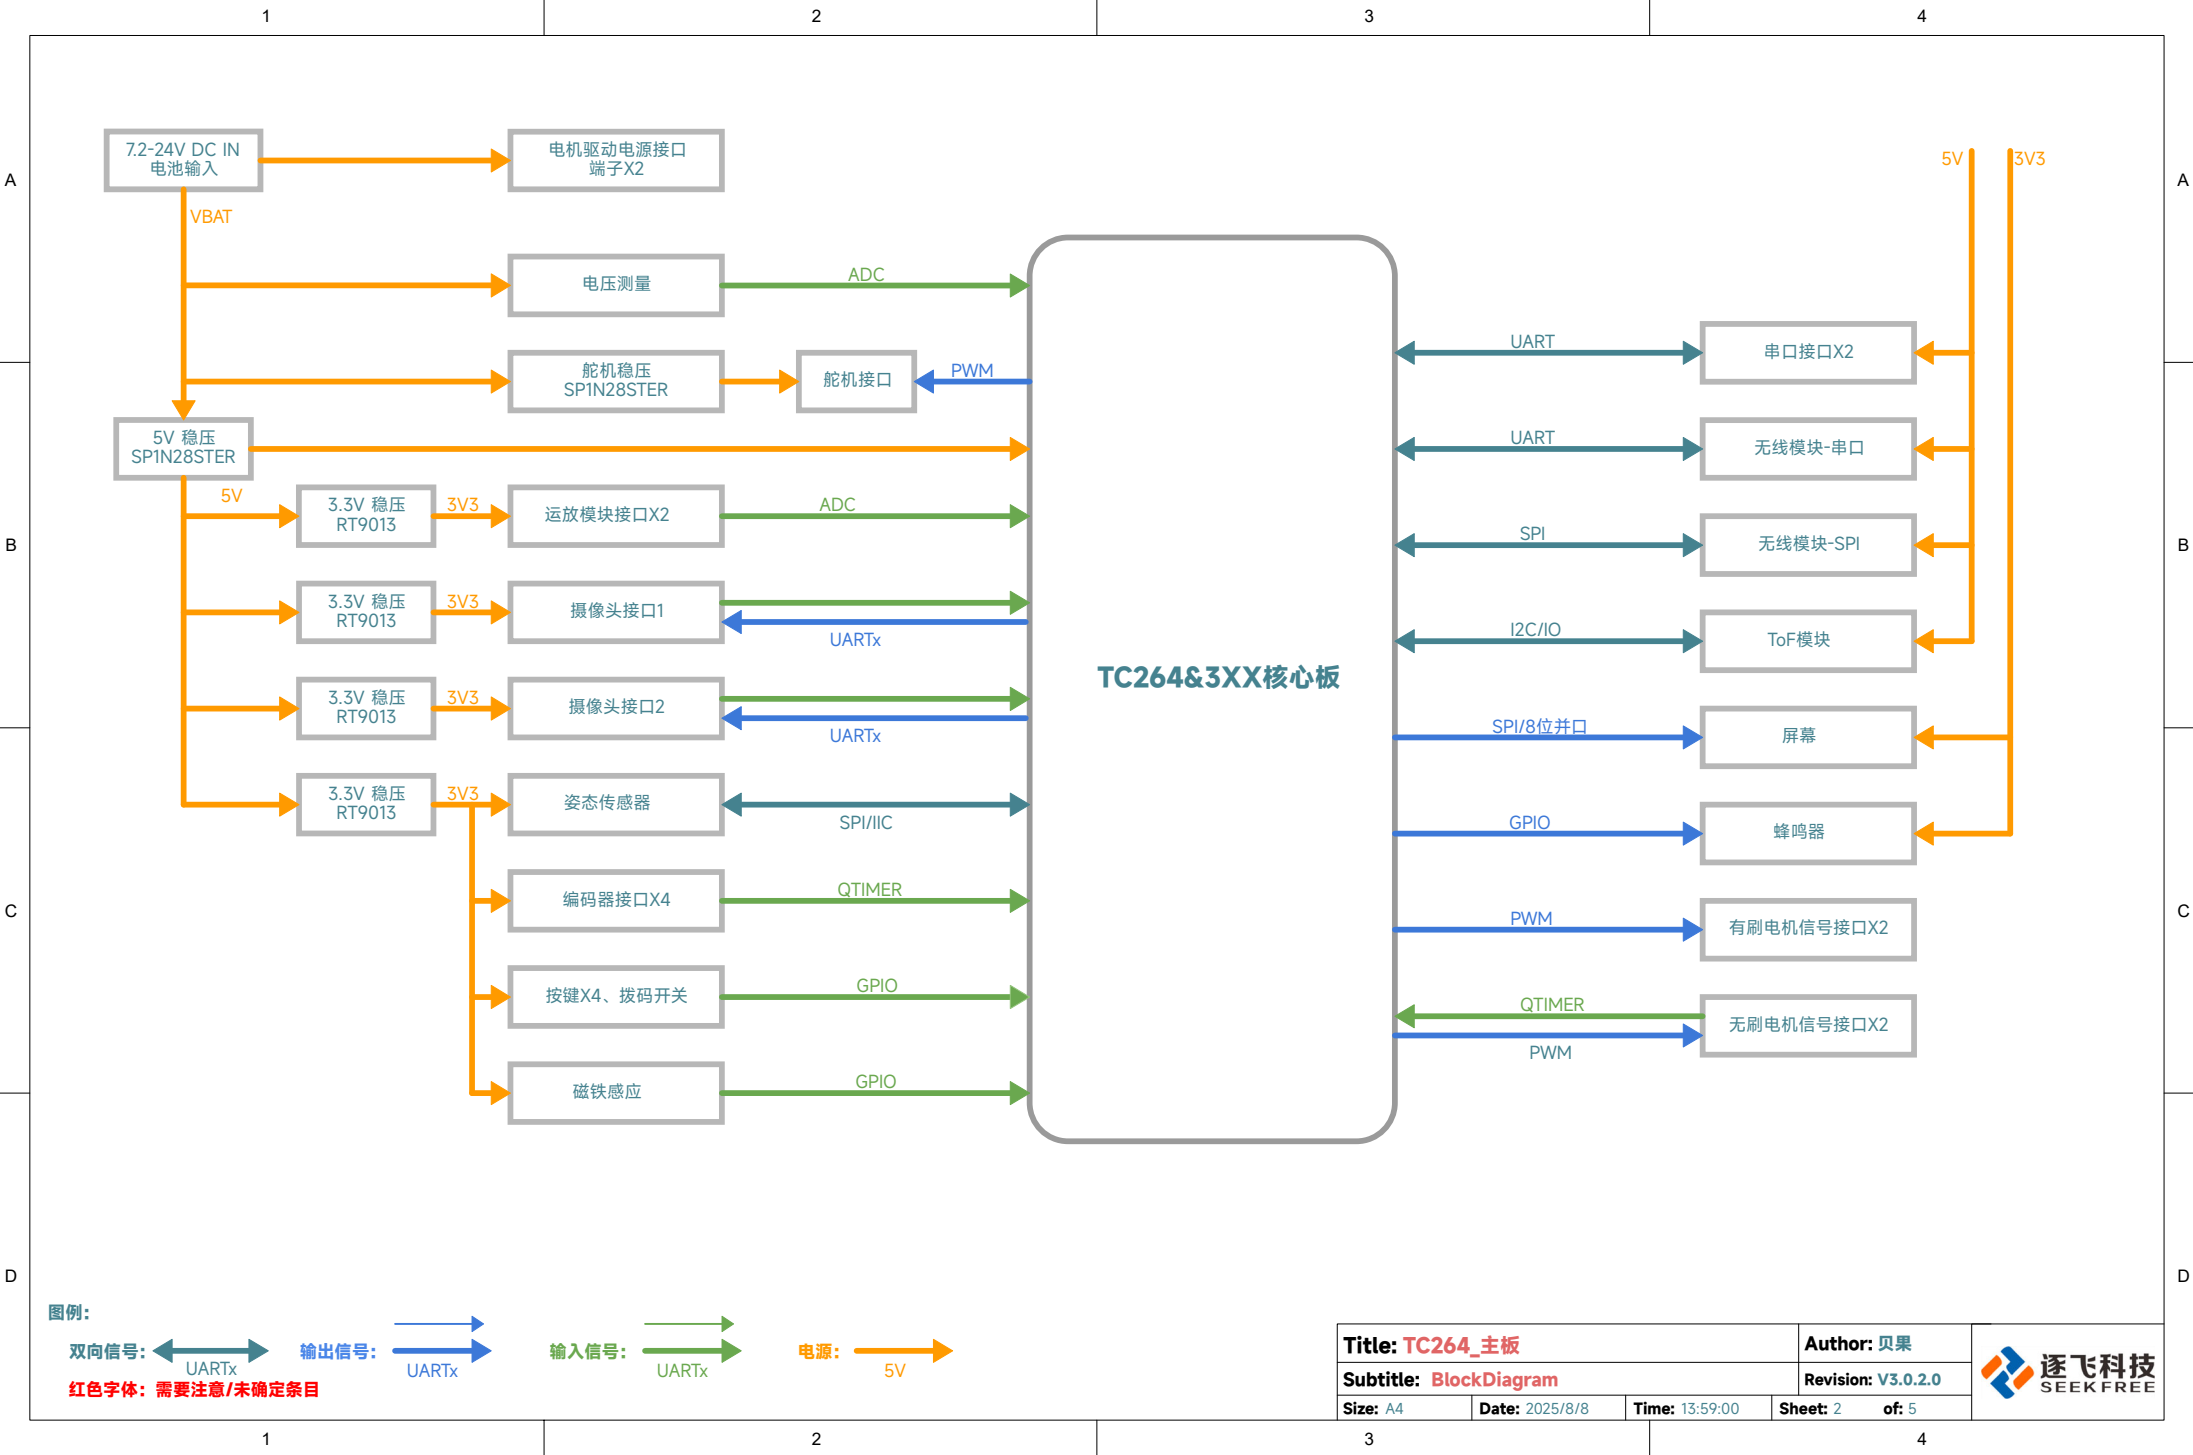 1
2
3
4
A
A
B
B
C
C
D
D
7.2-24V DC IN
电池输入
电机驱动电源接口
端子X2
VBAT
电压测量
ADC
舵机稳压
SP1N28STER
舵机接口
PWM
5V 稳压
SP1N28STER
5V
3.3V 稳压
RT9013
3V3
运放模块接口X2
ADC
3.3V 稳压
RT9013
3V3
摄像头接口1
UARTx
3.3V 稳压
RT9013
3V3
摄像头接口2
UARTx
3.3V 稳压
RT9013
3V3
姿态传感器
SPI/IIC
编码器接口X4
QTIMER
按键X4、拨码开关
GPIO
磁铁感应
GPIO
TC264&3XX核心板
5V
3V3
UART
串口接口X2
UART
无线模块-串口
SPI
无线模块-SPI
I2C/IO
ToF模块
SPI/8位并口
屏幕
GPIO
蜂鸣器
PWM
有刷电机信号接口X2
QTIMER
无刷电机信号接口X2
PWM
图例：
双向信号：
UARTx
输出信号：
UARTx
输入信号：
UARTx
电源：
5V
红色字体：需要注意/未确定条目
Title: TC264_主板
Author: 贝果
Subtitle: BlockDiagram
Revision: V3.0.2.0
Size: A4
Date: 2025/8/8
Time: 13:59:00
Sheet: 2 of: 5
逐飞科技
SEEKFREE
1
2
3
4